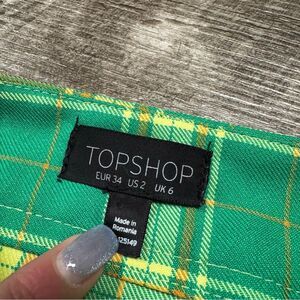 TOPSHOP
EUR 34 US 2 UK 6
Made in
Romania
125149